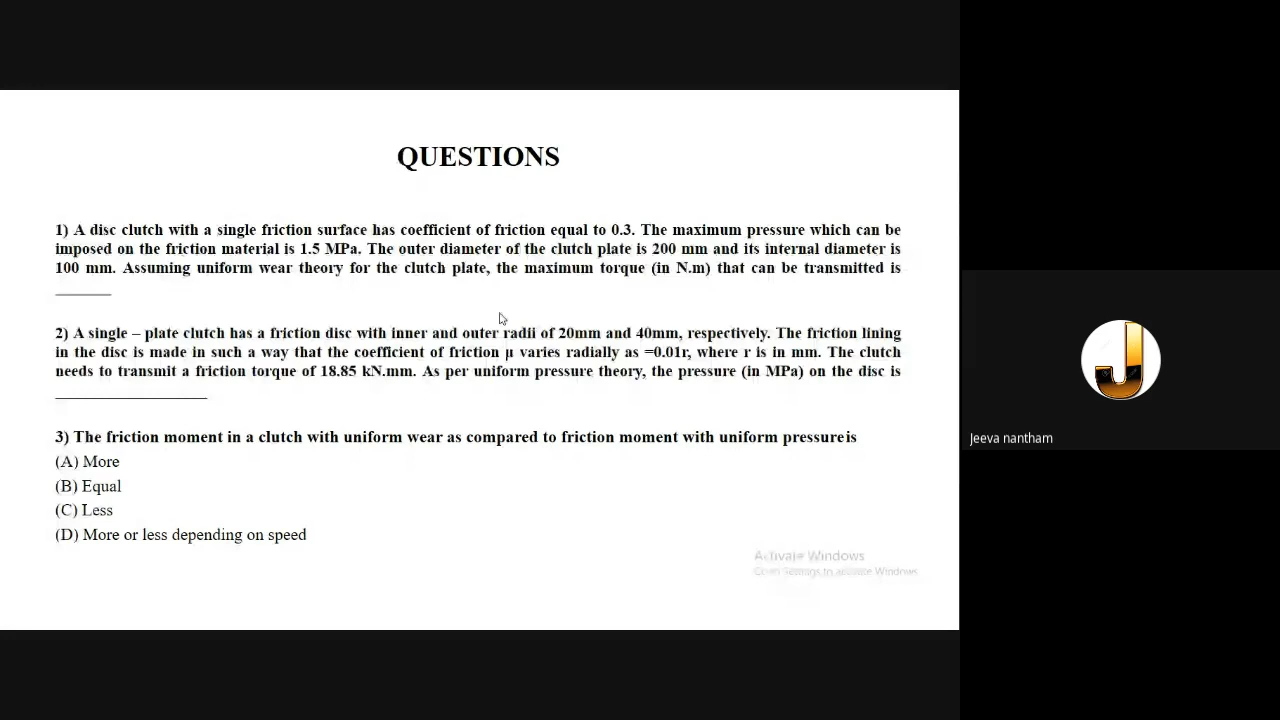 QUESTIONS
1) A disc clutch with a single friction surface has coefficient of friction equal to 0.3. The maximum pressure which can be
imposed on the friction material is 1.5 MPa. The outer diameter of the clutch plate is 200 mm and its internal diameter is
100 mm. Assuming uniform wear theory for the clutch plate, the maximum torque (in N.m) that can be transmitted is
_______
2) A single – plate clutch has a friction disc with inner and outer radii of 20mm and 40mm, respectively. The friction lining
in the disc is made in such a way that the coefficient of friction μ varies radially as =0.01r, where r is in mm. The clutch
needs to transmit a friction torque of 18.85 kN.mm. As per uniform pressure theory, the pressure (in MPa) on the disc is
___________________
3) The friction moment in a clutch with uniform wear as compared to friction moment with uniform pressure is
(A) More
(B) Equal
(C) Less
(D) More or less depending on speed
Activate Windows
Go to Settings to activate Windows.
J
Jeeva nantham